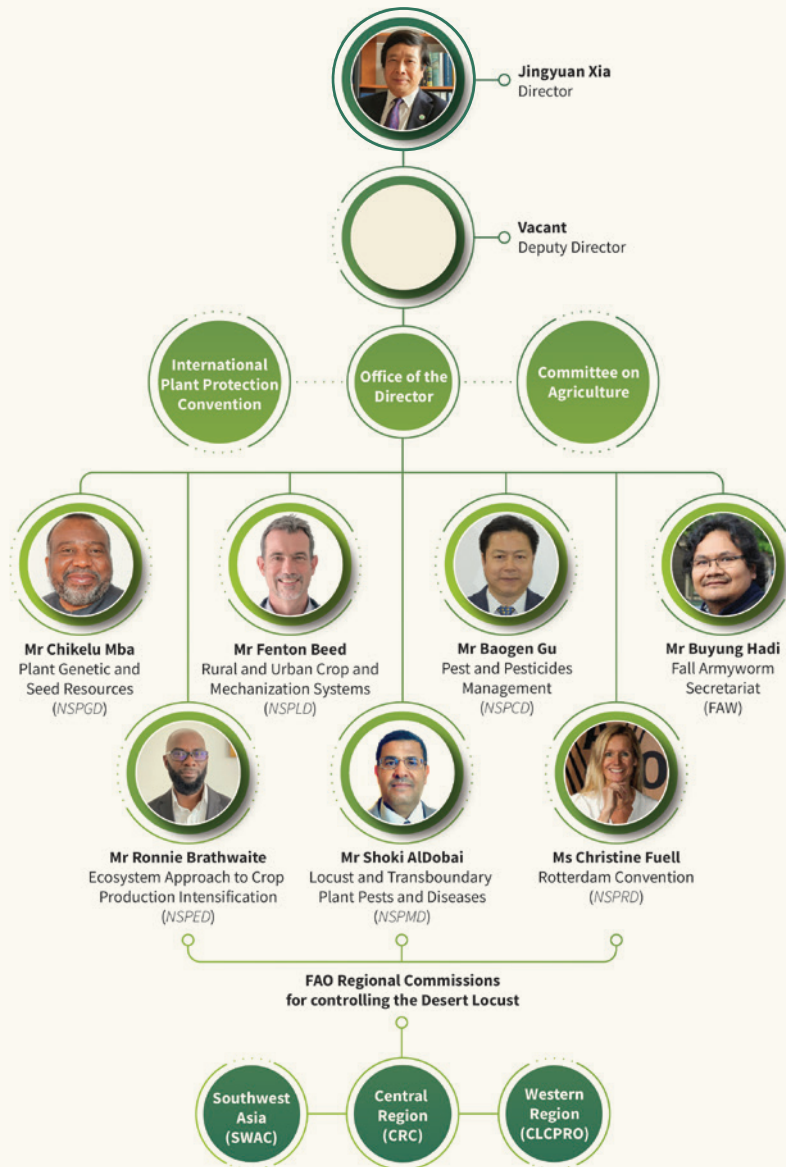 Jingyuan Xia
Director
Vacant
Deputy Director
International
Plant Protection
Convention
Office of the
Director
Committee on
Agriculture
Mr Chikelu Mba
Plant Genetic and
Seed Resources
(NSPGD)
Mr Fenton Beed
Rural and Urban Crop and
Mechanization Systems
(NSPLD)
Mr Baogen Gu
Pest and Pesticides
Management
(NSPCD)
Mr Buyung Hadi
Fall Armyworm
Secretariat
(FAW)
Mr Ronnie Brathwaite
Ecosystem Approach to Crop
Production Intensification
(NSPED)
Mr Shoki AlDobai
Locust and Transboundary
Plant Pests and Diseases
(NSPMD)
Ms Christine Fuell
Rotterdam Convention
(NSPRD)
FAO Regional Commissions
for controlling the Desert Locust
Southwest
Asia
(SWAC)
Central
Region
(CRC)
Western
Region
(CLCPRO)